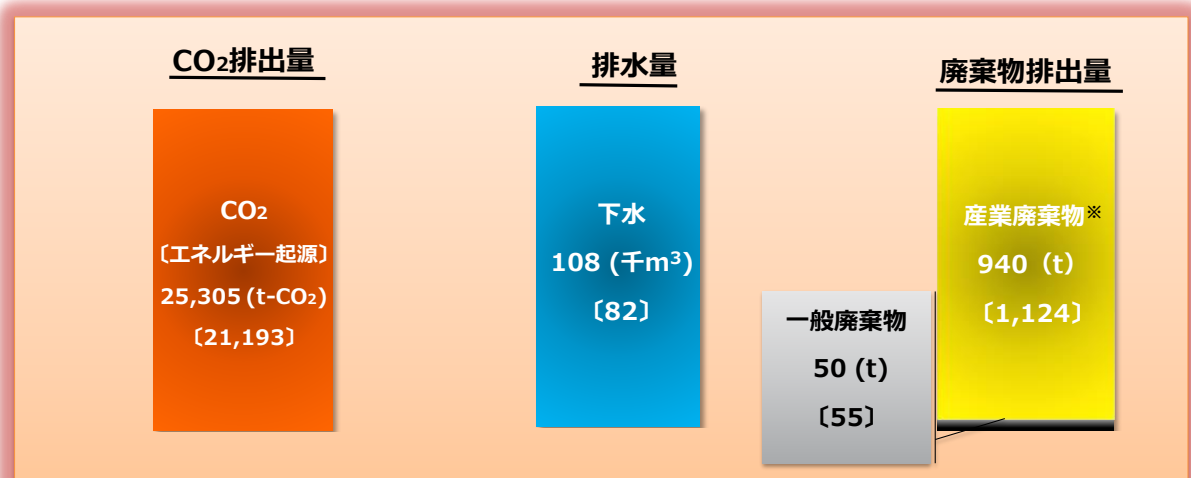 CO2排出量
CO2
〔エネルギー起源〕
25,305 (t-CO2)
〔21,193〕
排水量
下水
108 (千m³)
〔82〕
廃棄物排出量
産業廃棄物※
940（t）
〔1,124〕
一般廃棄物
50 (t)
〔55〕